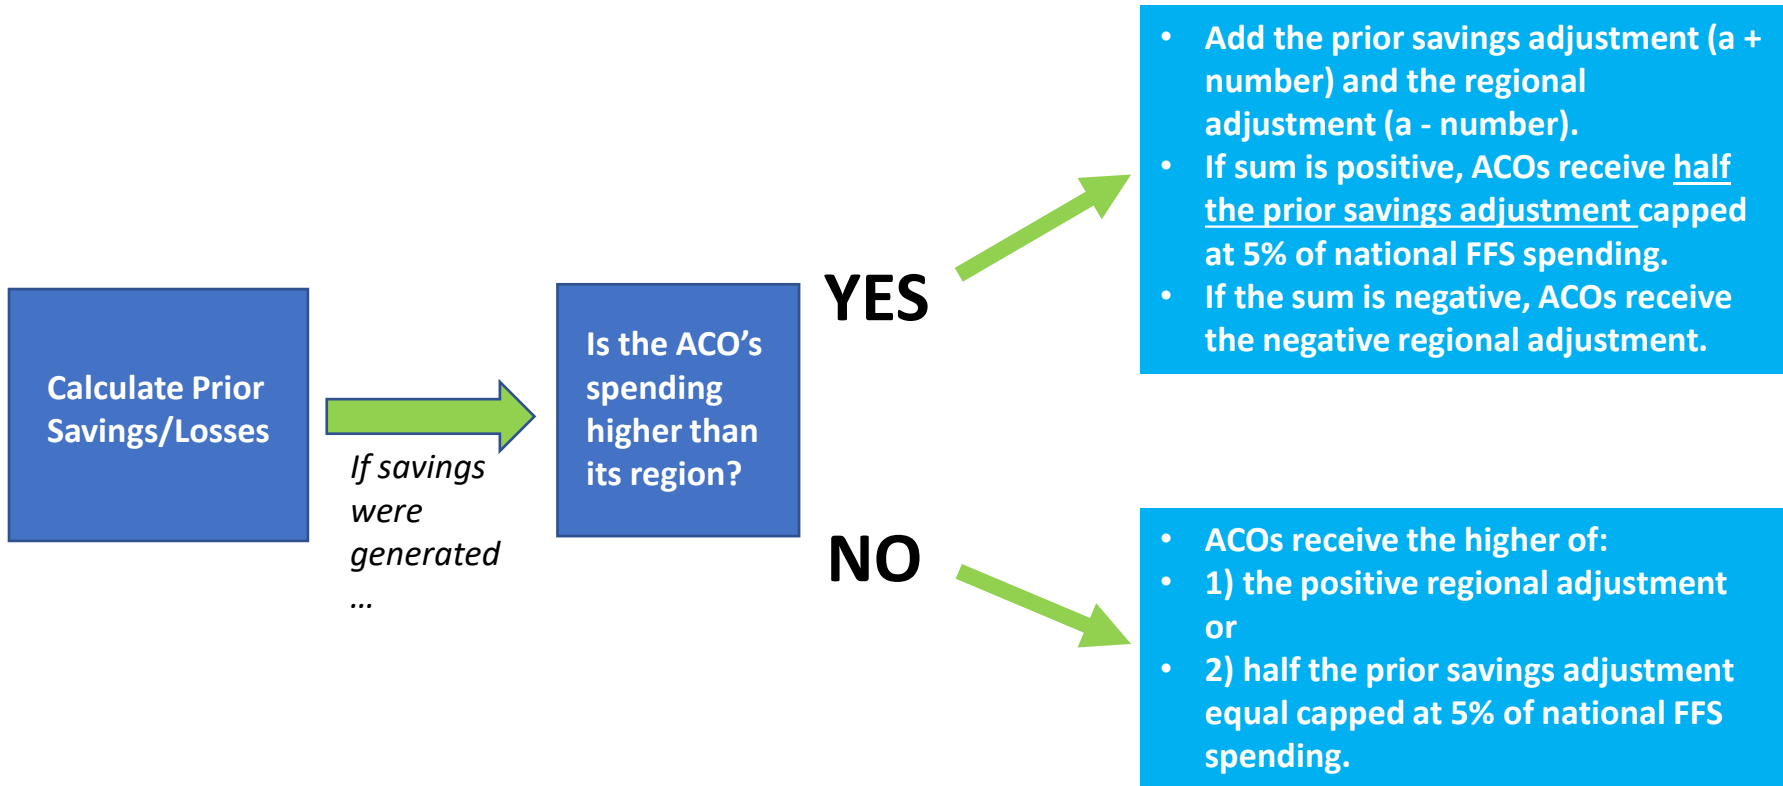 Calculate Prior
Savings/Losses
If savings
were
generated
...
Is the ACO’s
spending
higher than
its region?
YES
• Add the prior savings adjustment (a +
number) and the regional
adjustment (a - number).
• If sum is positive, ACOs receive half
the prior savings adjustment capped
at 5% of national FFS spending.
• If the sum is negative, ACOs receive
the negative regional adjustment.
NO
• ACOs receive the higher of:
• 1) the positive regional adjustment
or
• 2) half the prior savings adjustment
equal capped at 5% of national FFS
spending.